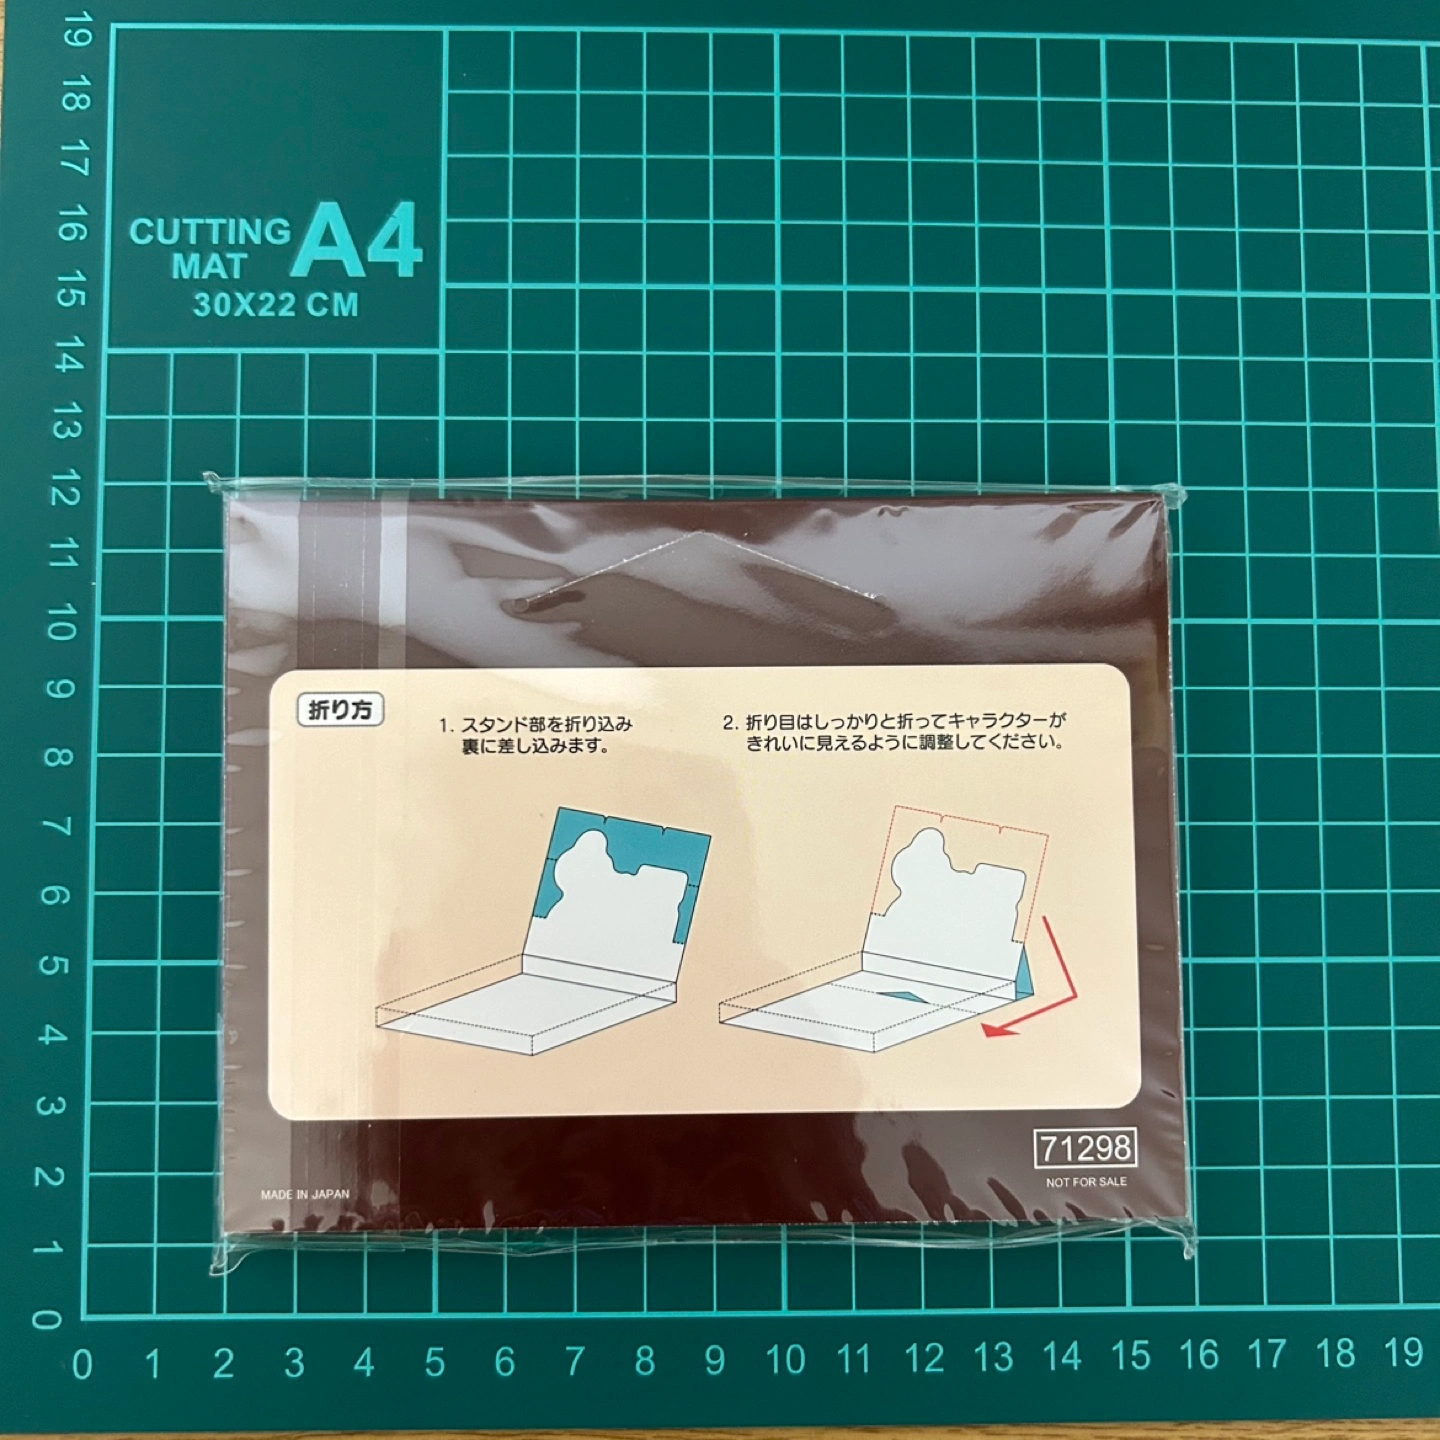 19
18
17
16
15
14
13
12
11
10
9
8
7
6
5
4
3
2
1
0
CUTTING MAT A4
30X22 CM
折り方
1. スタンド部を折り込み
裏に差し込みます。
2. 折り目はしっかりと折ってキャラクターが
きれいに見えるように調整してください。
71298
NOT FOR SALE
MADE IN JAPAN
0 1 2 3 4 5 6 7 8 9 10 11 12 13 14 15 16 17 18 19